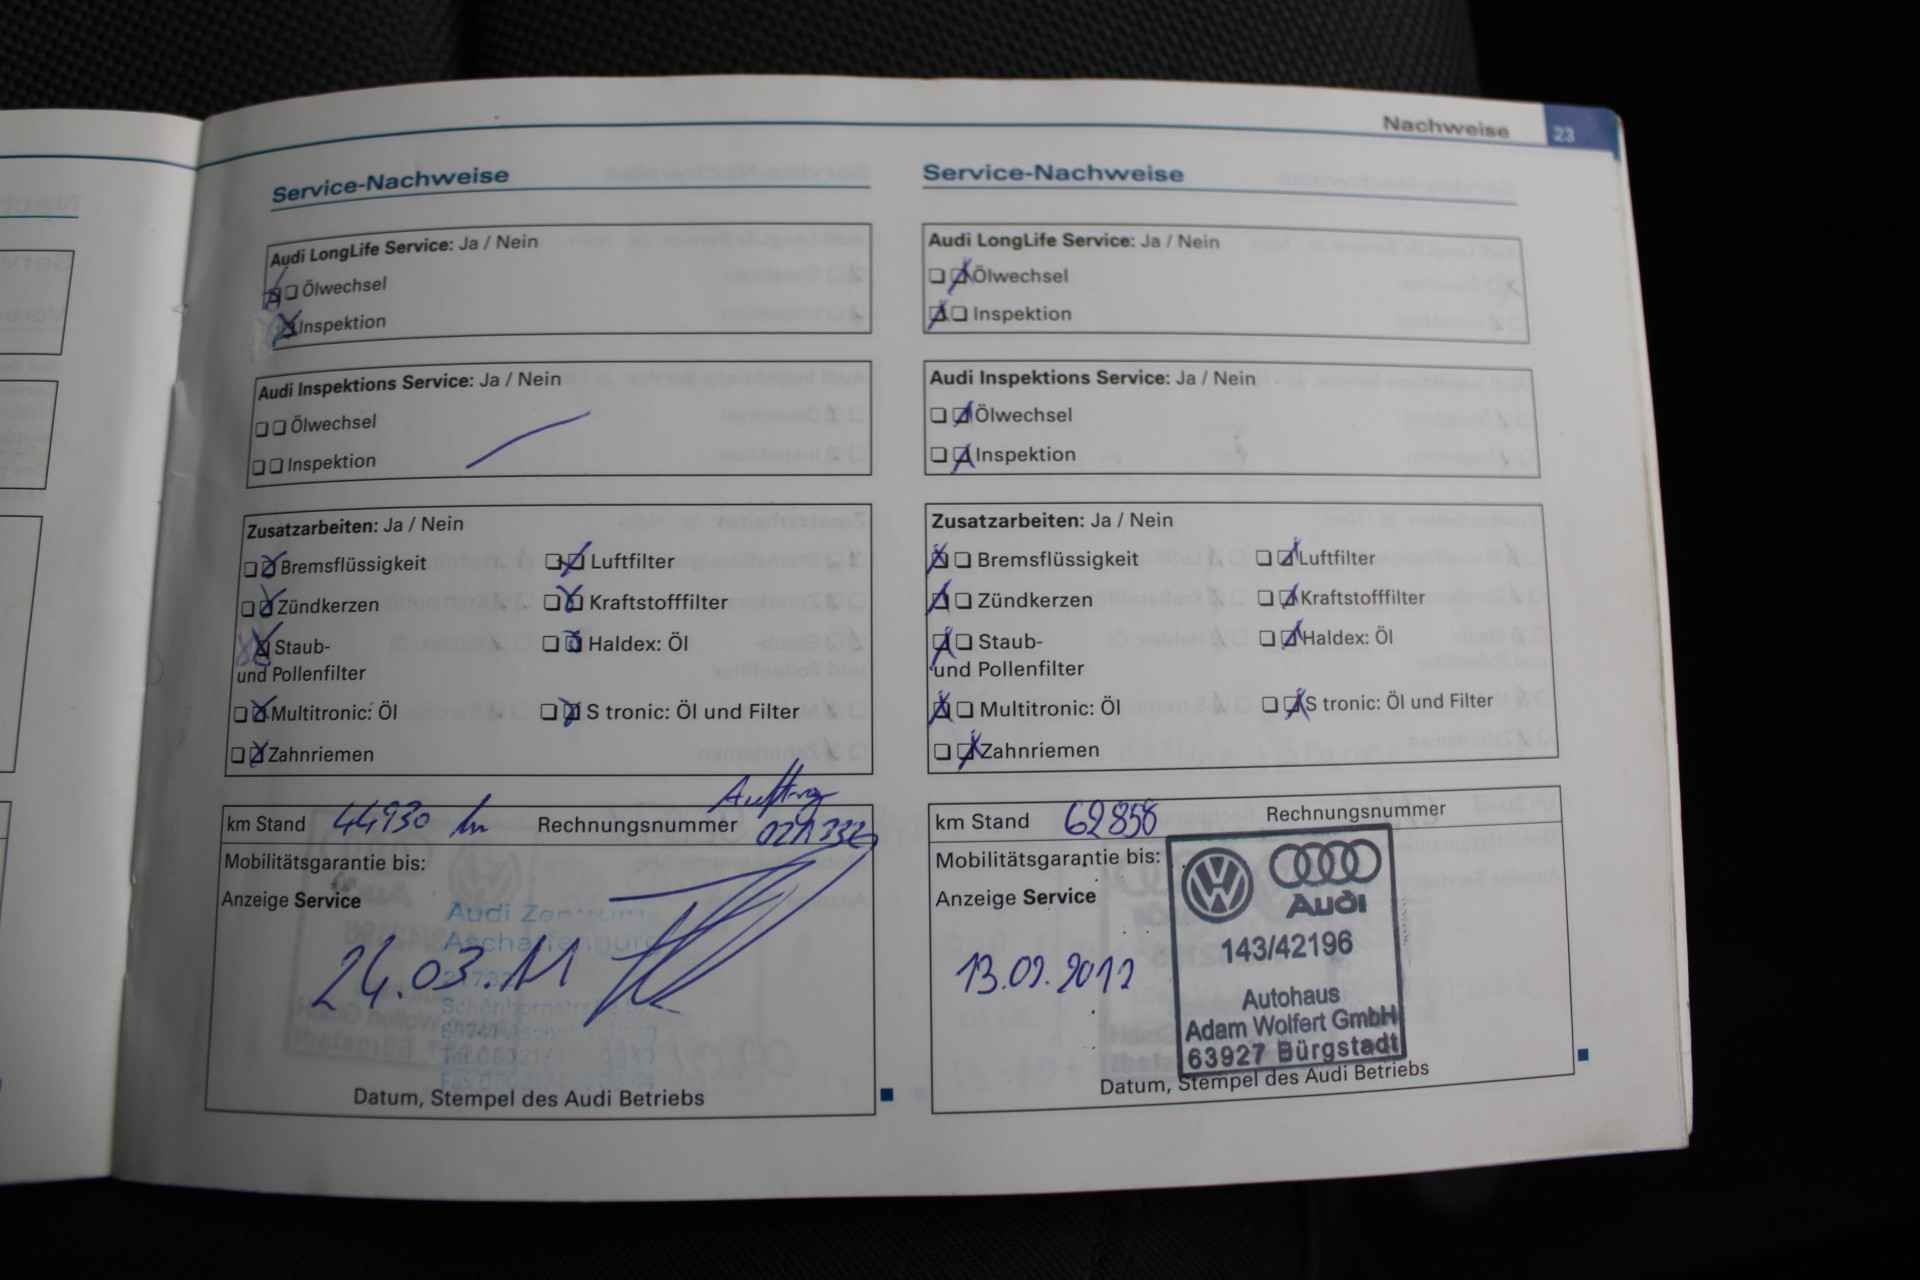 Nachweise 23
Service-Nachweise
Audi LongLife Service: Ja / Nein
Ölwechsel
Inspektion
Audi Inspektions Service: Ja / Nein
Ölwechsel
Inspektion
Zusatzarbeiten: Ja / Nein
Bremsflüssigkeit Luftfilter
Zündkerzen Kraftstofffilter
Staub- Haldex: Öl
und Pollenfilter
Multitronic: Öl S tronic: Öl und Filter
Zahnriemen
Auftrag
km Stand 44930 km Rechnungsnummer
Mobilitätsgarantie bis:
Anzeige Service
Audi Zentrum
Aschaffenburg
24.03.11
Datum, Stempel des Audi Betriebs
Service-Nachweise
Audi LongLife Service: Ja / Nein
Ölwechsel
Inspektion
Audi Inspektions Service: Ja / Nein
Ölwechsel
Inspektion
Zusatzarbeiten: Ja / Nein
Bremsflüssigkeit Luftfilter
Zündkerzen Kraftstofffilter
Staub- Haldex: Öl
und Pollenfilter
Multitronic: Öl S tronic: Öl und Filter
Zahnriemen
km Stand 62858 Rechnungsnummer
Mobilitätsgarantie bis:
Anzeige Service
Audi
143/42196
13.09.2012
Autohaus
Adam Wolfert GmbH
63927 Bürgstadt
Datum, Stempel des Audi Betriebs